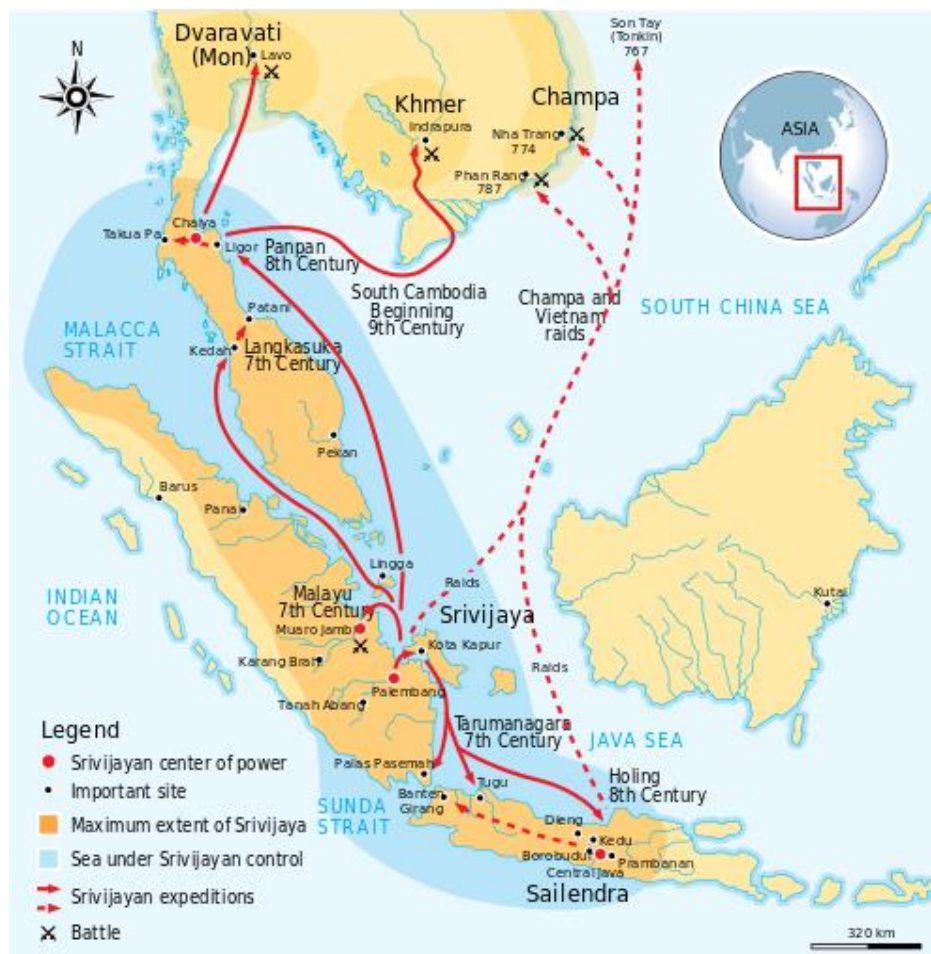 Son Tay
(Tonkin)
767
Dvaravati
(Mon)
Lavo
N
Khmer
Indrapura
Champa
Nha Trang
774
Phan Rang
787
ASIA
Chaiya
Takua Pa
Ligor
Panpan
8th Century
South Cambodia
Beginning
9th Century
Champa and
Vietnam
raids
SOUTH CHINA SEA
MALACCA
STRAIT
Patani
Kedah
Langkasuka
7th Century
Pekan
Barus
Panai
Lingga
Raids
INDIAN
OCEAN
Malayu
7th Century
Muaro Jambi
Srivijaya
Kota Kapur
Kutai
Karang Brahi
Palembang
Tanah Abang
Raids
Tarumanagara
7th Century
JAVA SEA
Palas Pasemah
Holing
8th Century
SUNDA
STRAIT
Banten
Girang
Tugu
Dieng
Kedu
Borobudur
Prambanan
Central Java
Sailendra
Legend
Srivijayan center of power
Important site
Maximum extent of Srivijaya
Sea under Srivijayan control
Srivijayan expeditions
Battle
320 km